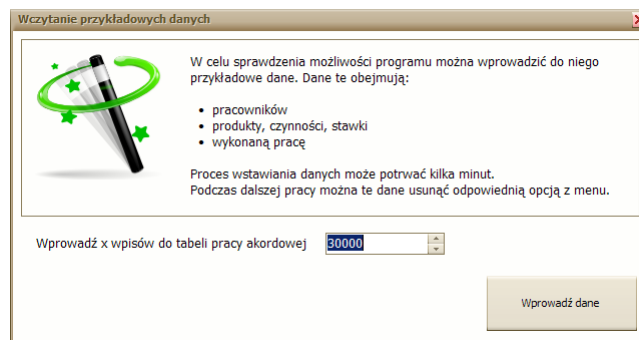 Wczytanie przykładowych danych
W celu sprawdzenia możliwości programu można wprowadzić do niego
przykładowe dane. Dane te obejmują:
• pracowników
• produkty, czynności, stawki
• wykonaną pracę
Proces wstawiania danych może potrwać kilka minut.
Podczas dalszej pracy można te dane usunąć odpowiednią opcją z menu.
Wprowadź x wpisów do tabeli pracy akordowej 30000
Wprowadź dane